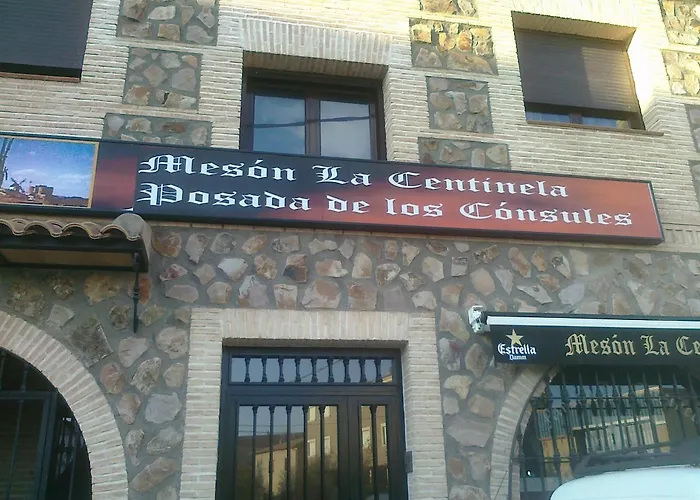 Mesón La Centinela
Posada de los Cónsules
Estrella
Damm
Mesón La Ce